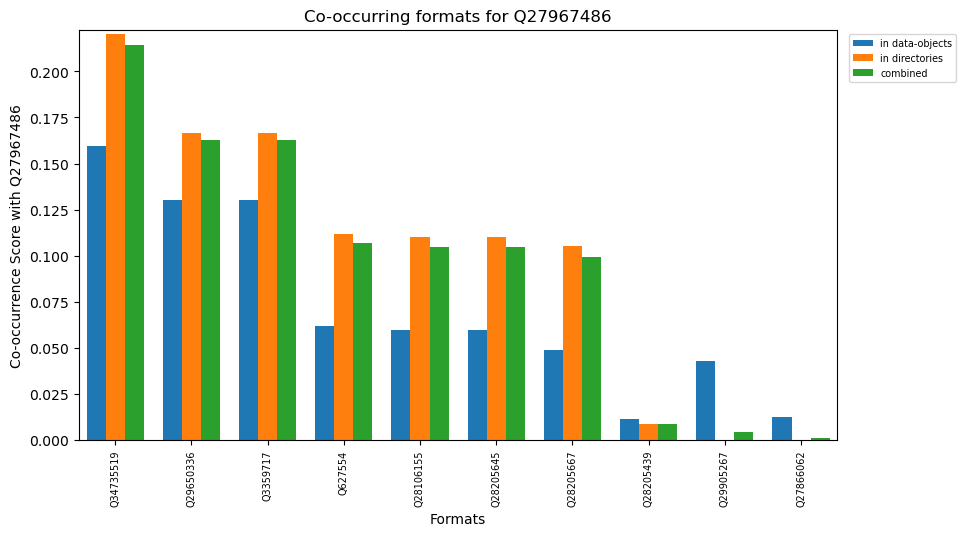 Co-occurring formats for Q27967486
in data-objects
in directories
combined
Co-occurrence Score with Q27967486
0.200
0.175
0.150
0.125
0.100
0.075
0.050
0.025
0.000
Q34735519
Q29650336
Q3359717
Q627554
Q28106155
Q28205645
Q28205667
Q28205439
Q29905267
Q27866062
Formats